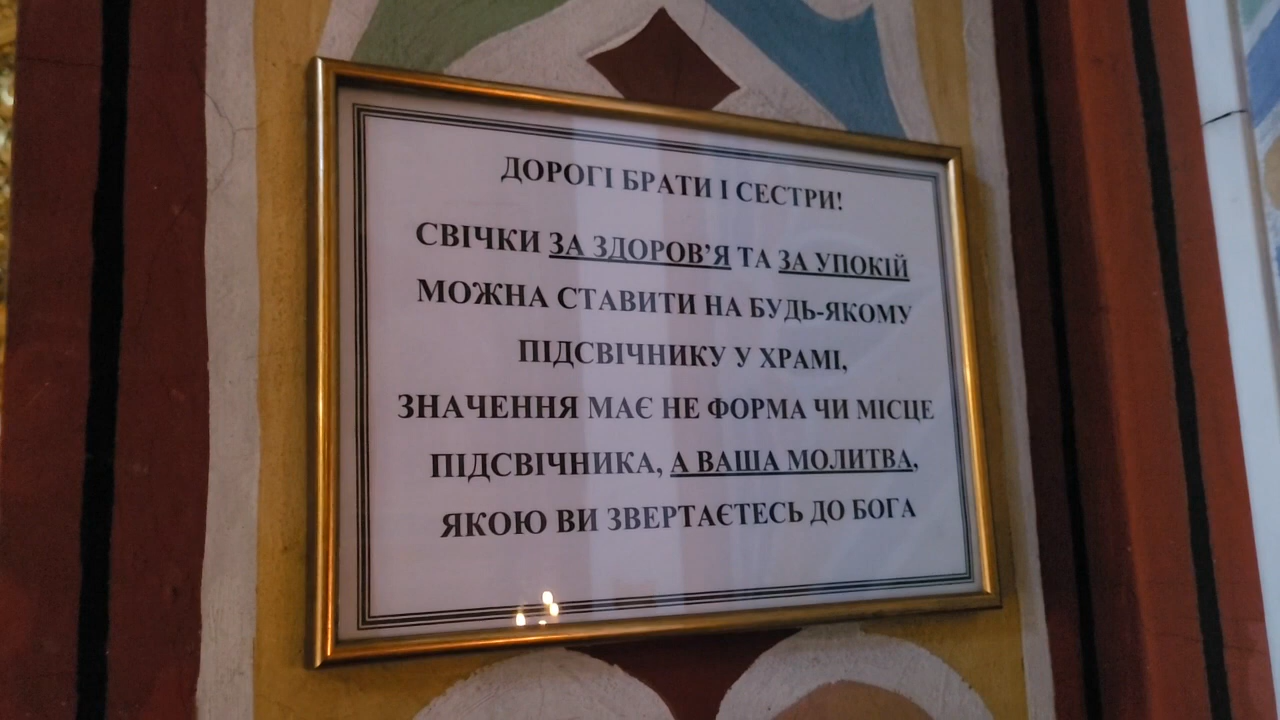 ДОРОГІ БРАТИ І СЕСТРИ!
СВІЧКИ ЗА ЗДОРОВ’Я ТА ЗА УПОКІЙ
МОЖНА СТАВИТИ НА БУДЬ-ЯКОМУ
ПІДСВІЧНИКУ У ХРАМІ,
ЗНАЧЕННЯ МАЄ НЕ ФОРМА ЧИ МІСЦЕ
ПІДСВІЧНИКА, А ВАША МОЛИТВА,
ЯКОЮ ВИ ЗВЕРТАЄТЕСЬ ДО БОГА